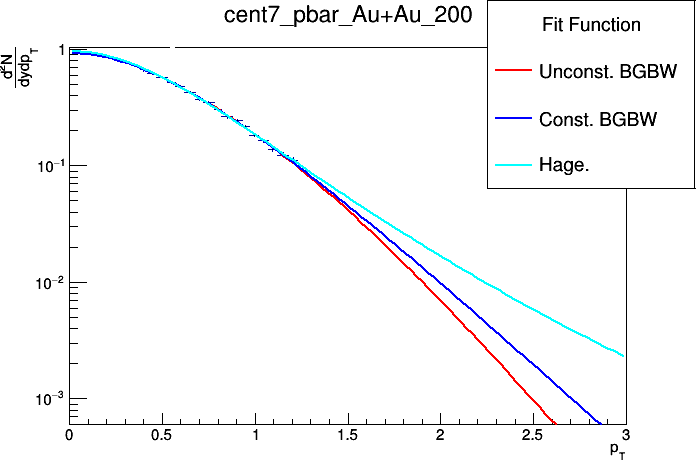 cent7_pbar_Au+Au_200
Fit Function
Unconst. BGBW
Const. BGBW
Hage.
d²N
dydp_T
1
10⁻¹
10⁻²
10⁻³
0
0.5
1
1.5
2
2.5
3
p_T